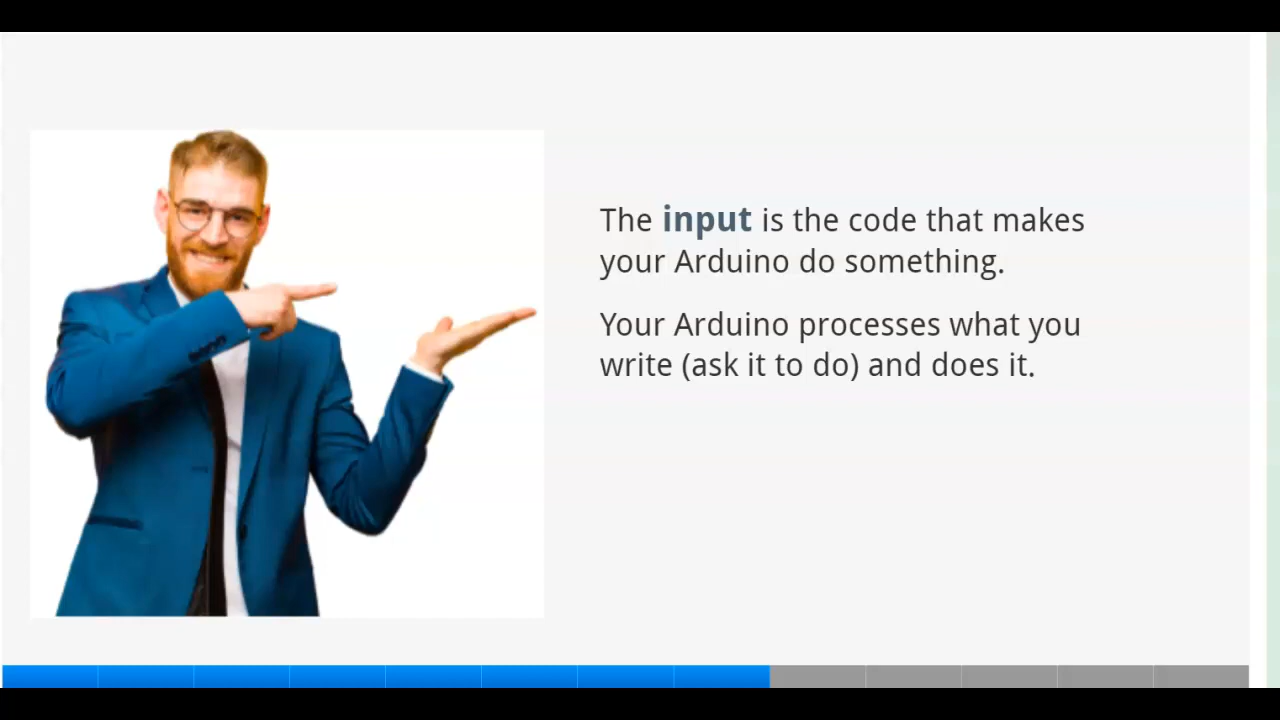 The input is the code that makes
your Arduino do something.
Your Arduino processes what you
write (ask it to do) and does it.